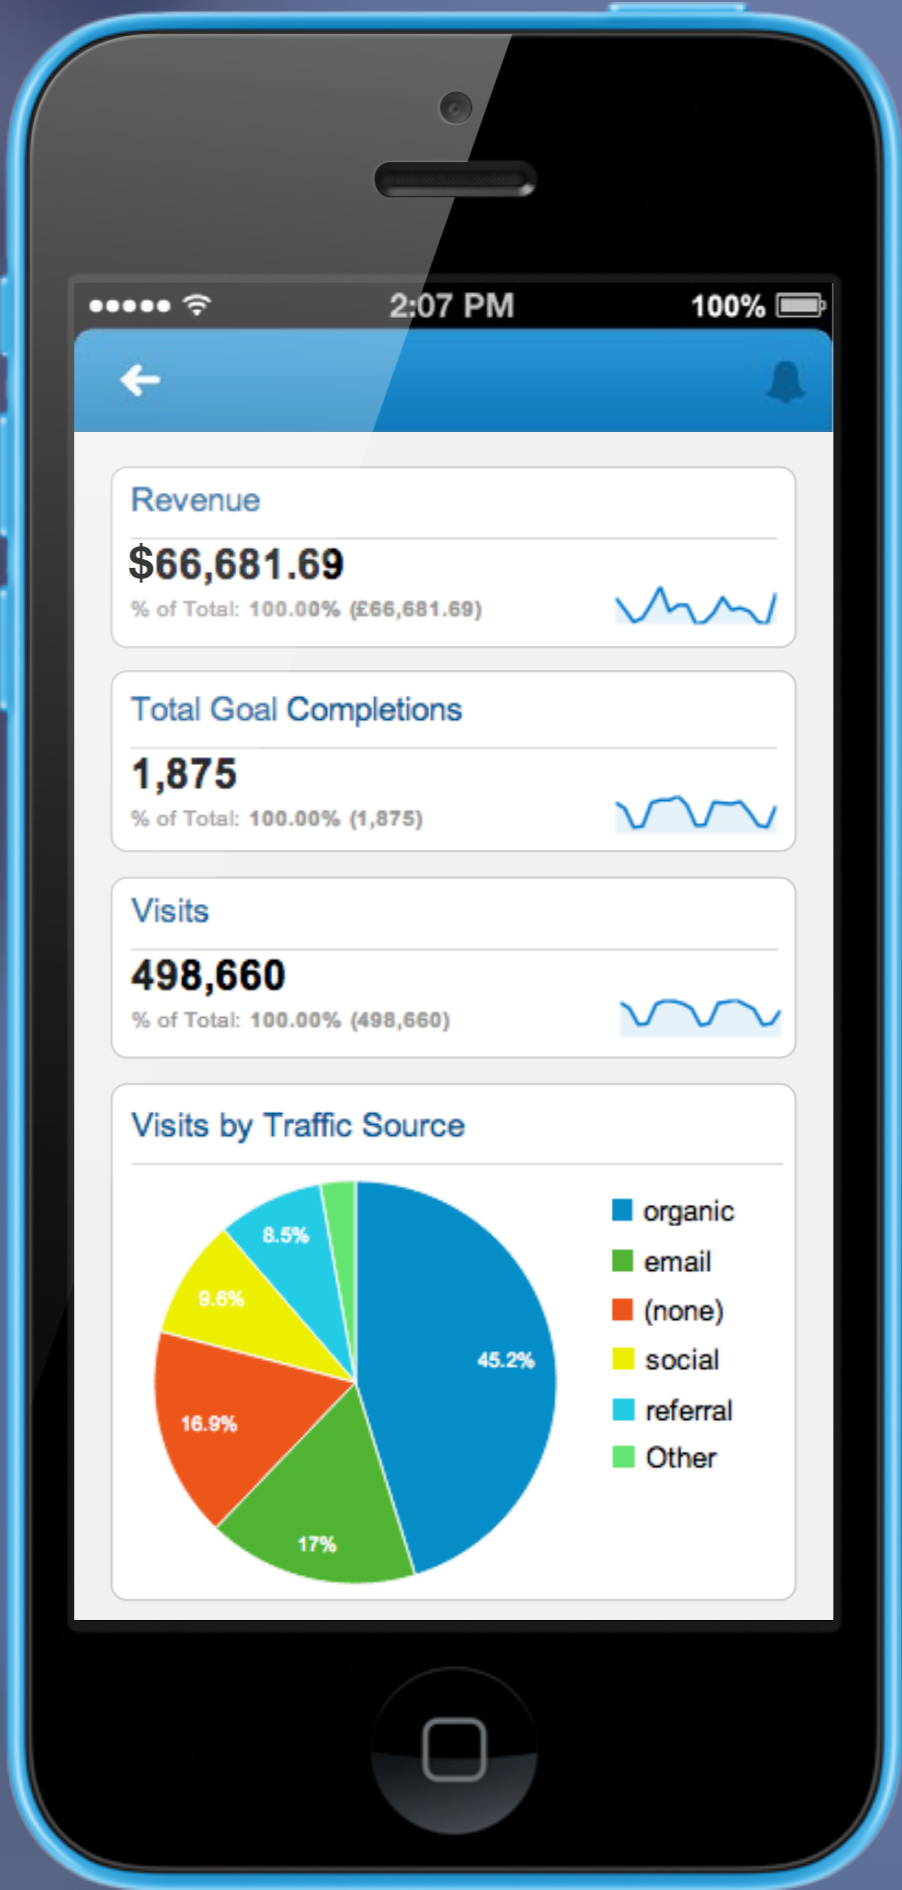 2:07 PM 100%
Revenue
$66,681.69
% of Total: 100.00% (£66,681.69)
Total Goal Completions
1,875
% of Total: 100.00% (1,875)
Visits
498,660
% of Total: 100.00% (498,660)
Visits by Traffic Source
8.5%
9.6%
45.2%
16.9%
17%
organic
email
(none)
social
referral
Other